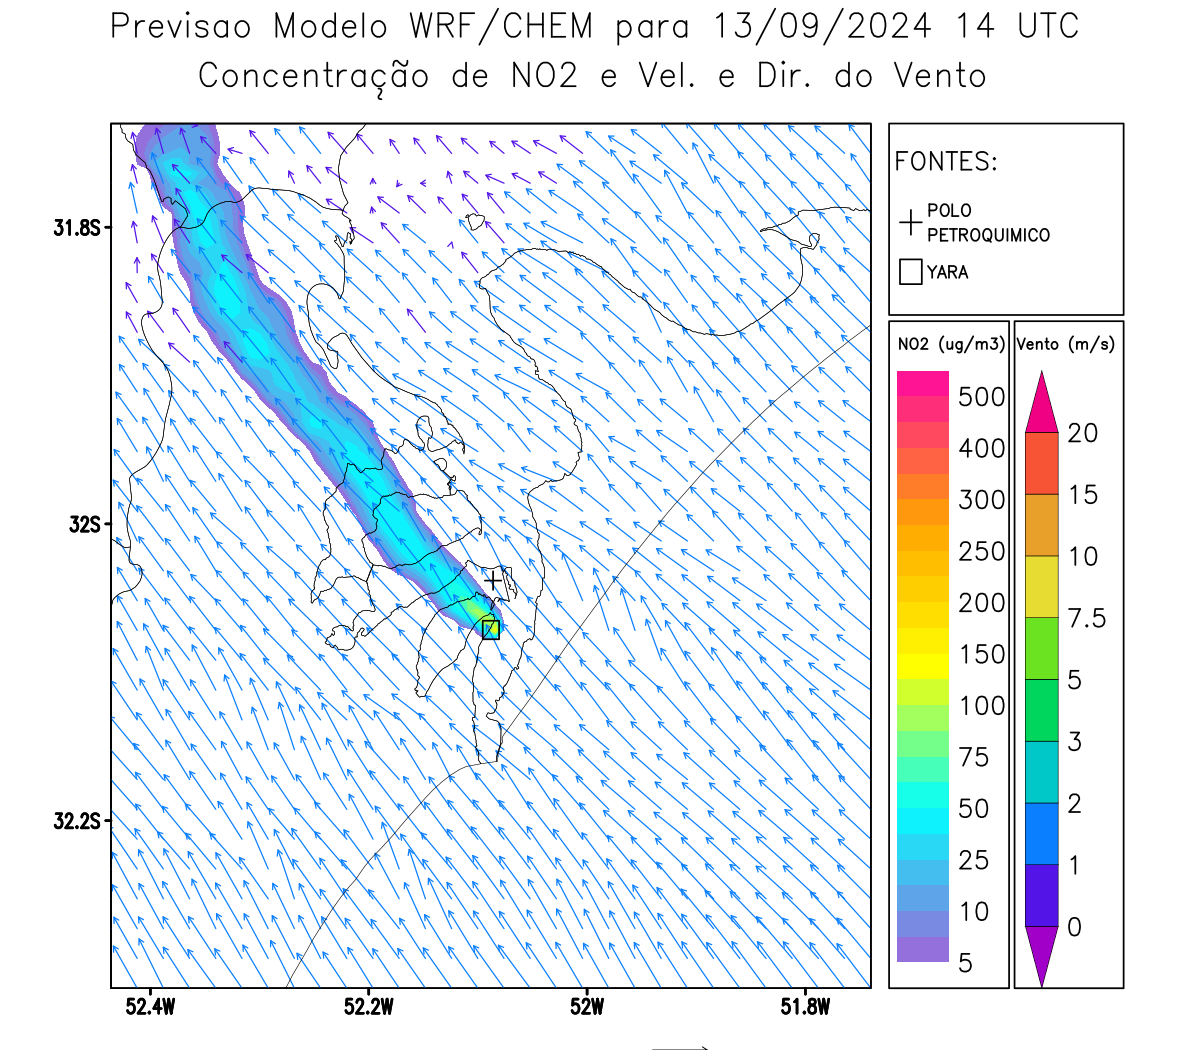 Previsao Modelo WRF/CHEM para 13/09/2024 14 UTC
Concentração de NO2 e Vel. e Dir. do Vento
FONTES:
POLO
PETROQUIMICO
YARA
NO2 (ug/m3)
500
400
300
250
200
150
100
75
50
25
10
5
Vento (m/s)
20
15
10
7.5
5
3
2
1
0
31.8S
32S
32.2S
52.4W
52.2W
52W
51.8W